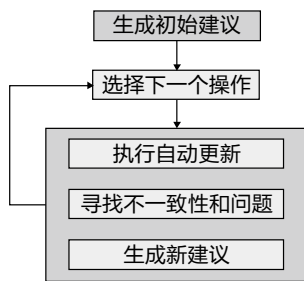 生成初始建议
选择下一个操作
执行自动更新
寻找不一致性和问题
生成新建议